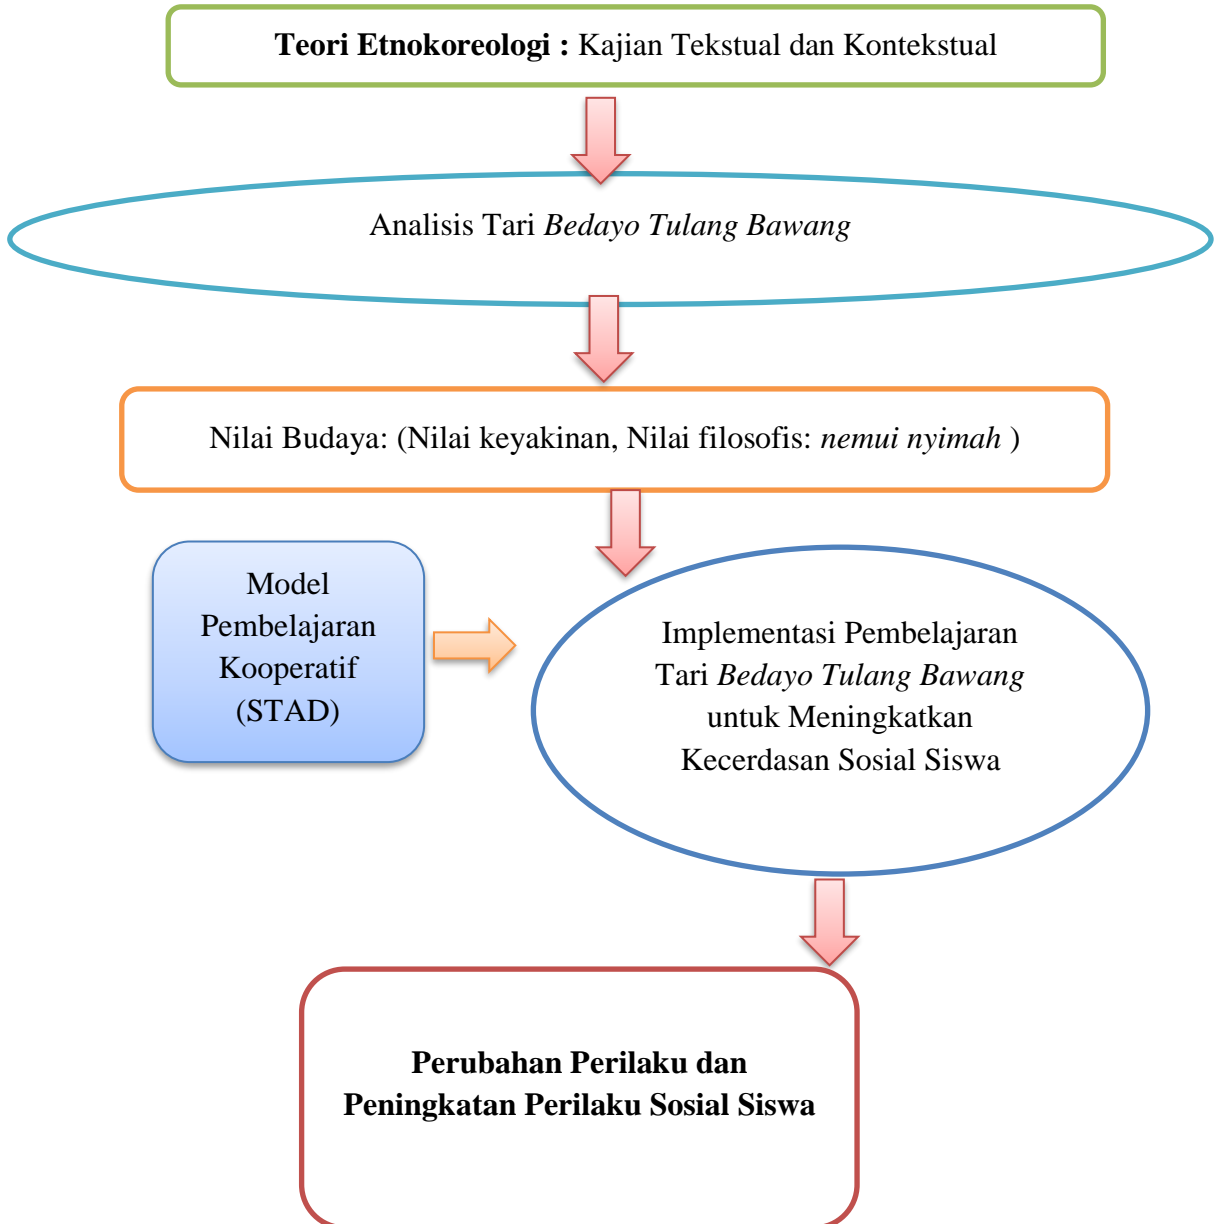 Teori Etnokoreologi : Kajian Tekstual dan Kontekstual
Analisis Tari Bedayo Tulang Bawang
Nilai Budaya: (Nilai keyakinan, Nilai filosofis: nemui nyimah )
Model
Pembelajaran
Kooperatif
(STAD)
Implementasi Pembelajaran
Tari Bedayo Tulang Bawang
untuk Meningkatkan
Kecerdasan Sosial Siswa
Perubahan Perilaku dan
Peningkatan Perilaku Sosial Siswa